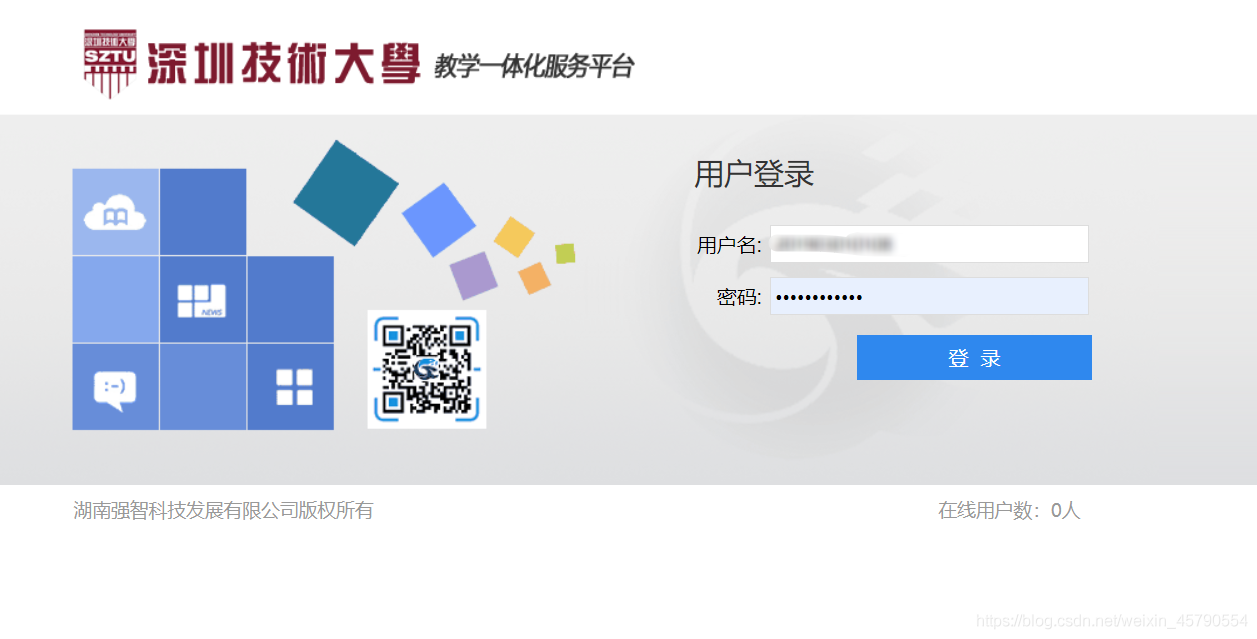 深圳技術大學
SZTU
深圳技術大學 教学一体化服务平台
用户登录
用户名:
密码: ••••••••••••
登 录
NEWS
:-)
湖南强智科技发展有限公司版权所有
在线用户数：0人
https://blog.csdn.net/weixin_45790554